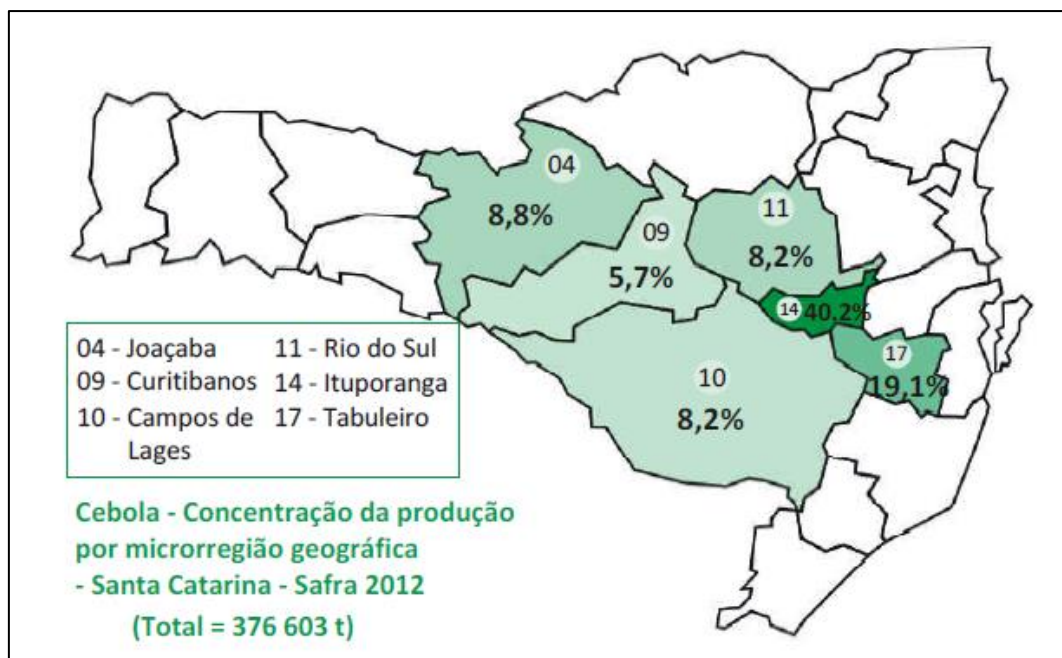 04
8,8%
09
5,7%
11
8,2%
14 40,2%
17
19,1%
10
8,2%
04 - Joaçaba 11 - Rio do Sul
09 - Curitibanos 14 - Ituporanga
10 - Campos de 17 - Tabuleiro
Lages
Cebola - Concentração da produção
por microrregião geográfica
- Santa Catarina - Safra 2012
(Total = 376 603 t)